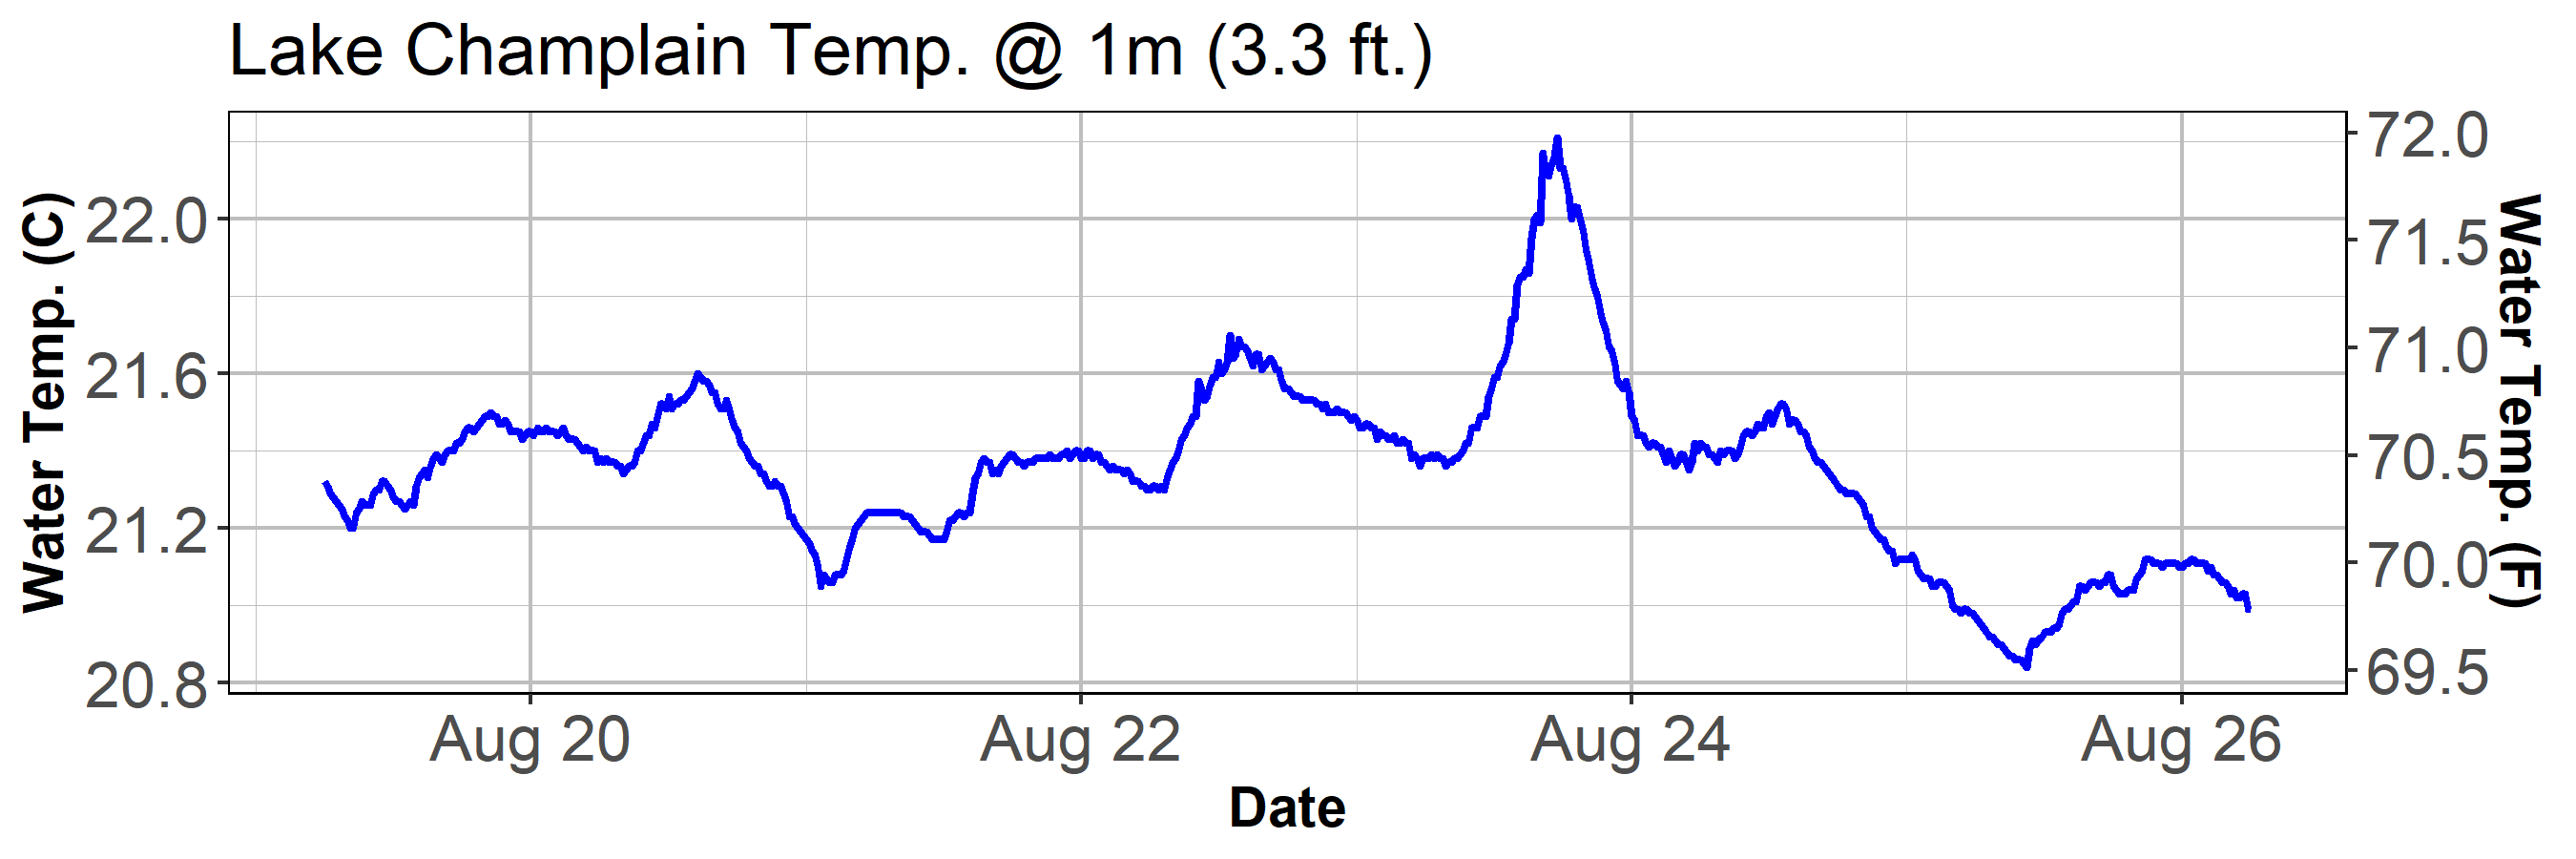 Lake Champlain Temp. @ 1m (3.3 ft.)
Water Temp. (C)
22.0
21.6
21.2
20.8
72.0
71.5
71.0
70.5
70.0
69.5
Water Temp. (F)
Aug 20
Aug 22
Aug 24
Aug 26
Date